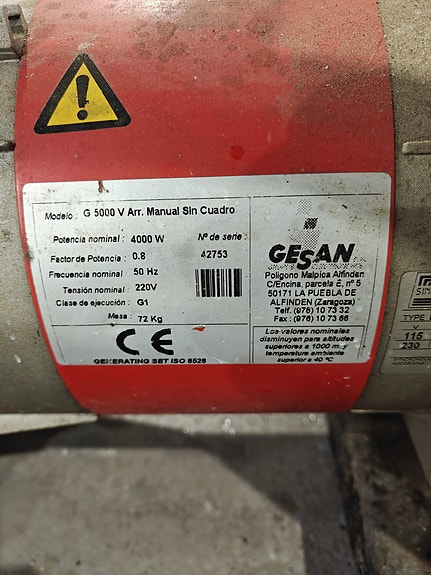 Modelo : G 5000 V Arr. Manual Sin Cuadro
Potencia nominal : 4000 W
Factor de Potencia : 0.8
Frecuencia nominal : 50 Hz
Tensión nominal : 220V
Clase de ejecución : G1
Masa : 72 Kg
Nº de serie :
42753
CE
GENERATING SET ISO 8528
GESAN
Polígono Malpica Alfinden
C/Encina, parcela E, nº 5
50171 LA PUEBLA DE
ALFINDEN (Zaragoza)
Telf. (976) 10 73 32
Fax : (976) 10 73 66
Los valores nominales
disminuyen para altitudes
superiores a 1000 m. y
temperatura ambiente
superior a 40 ºC
SIN
TYPE
V
115
230